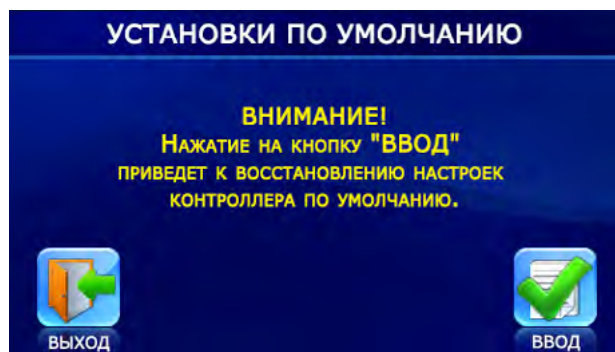 УСТАНОВКИ ПО УМОЛЧАНИЮ
ВНИМАНИЕ!
НАЖАТИЕ НА КНОПКУ "ВВОД"
ПРИВЕДЕТ К ВОССТАНОВЛЕНИЮ НАСТРОЕК
КОНТРОЛЛЕРА ПО УМОЛЧАНИЮ.
ВЫХОД
ВВОД